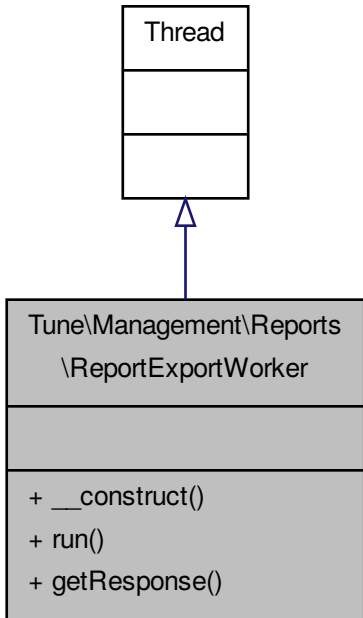 Thread
Tune\Management\Reports
\ReportExportWorker
+ __construct()
+ run()
+ getResponse()